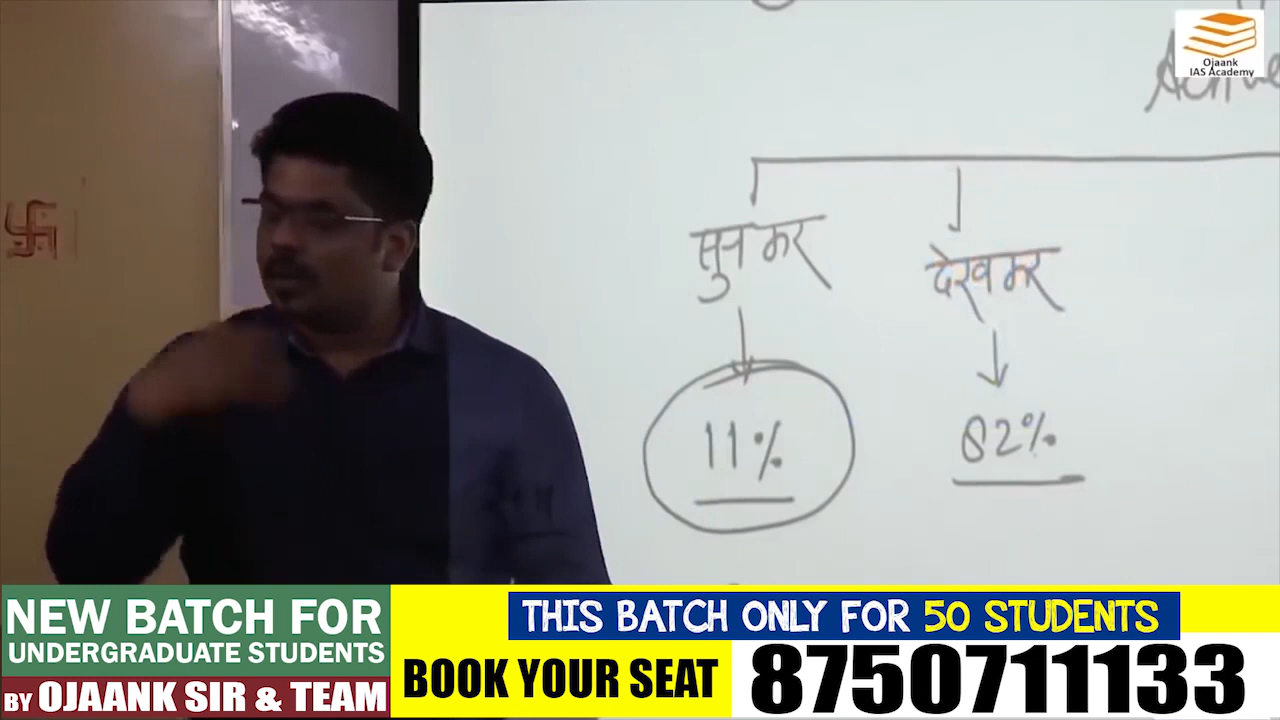 Ojaank
IAS Academy
सुनकर
देखकर
11%
82%
NEW BATCH FOR
UNDERGRADUATE STUDENTS
BY OJAANK SIR & TEAM
THIS BATCH ONLY FOR 50 STUDENTS
BOOK YOUR SEAT
8750711133